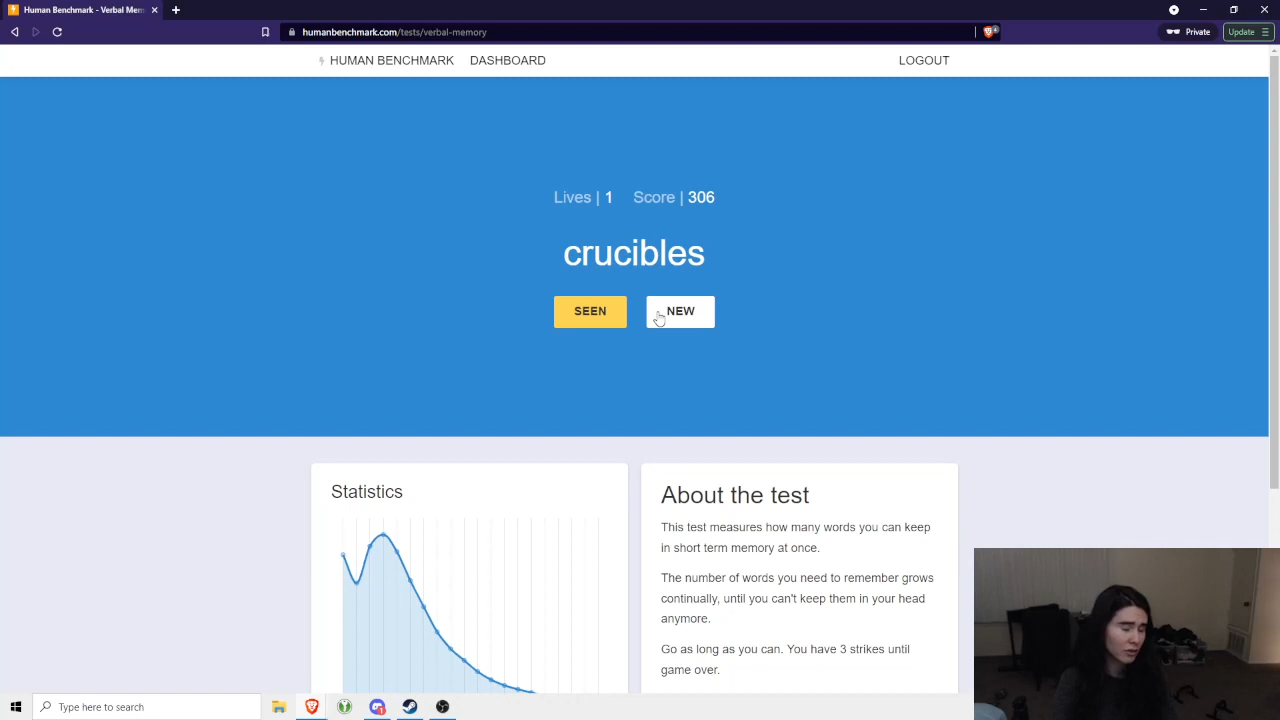 Human Benchmark - Verbal Mem
humanbenchmark.com/tests/verbal-memory
Private
Update
HUMAN BENCHMARK
DASHBOARD
LOGOUT
Lives | 1
Score | 306
crucibles
SEEN
NEW
Statistics
About the test
This test measures how many words you can keep
in short term memory at once.
The number of words you need to remember grows
continually, until you can't keep them in your head
anymore.
Go as long as you can. You have 3 strikes until
game over.
Type here to search